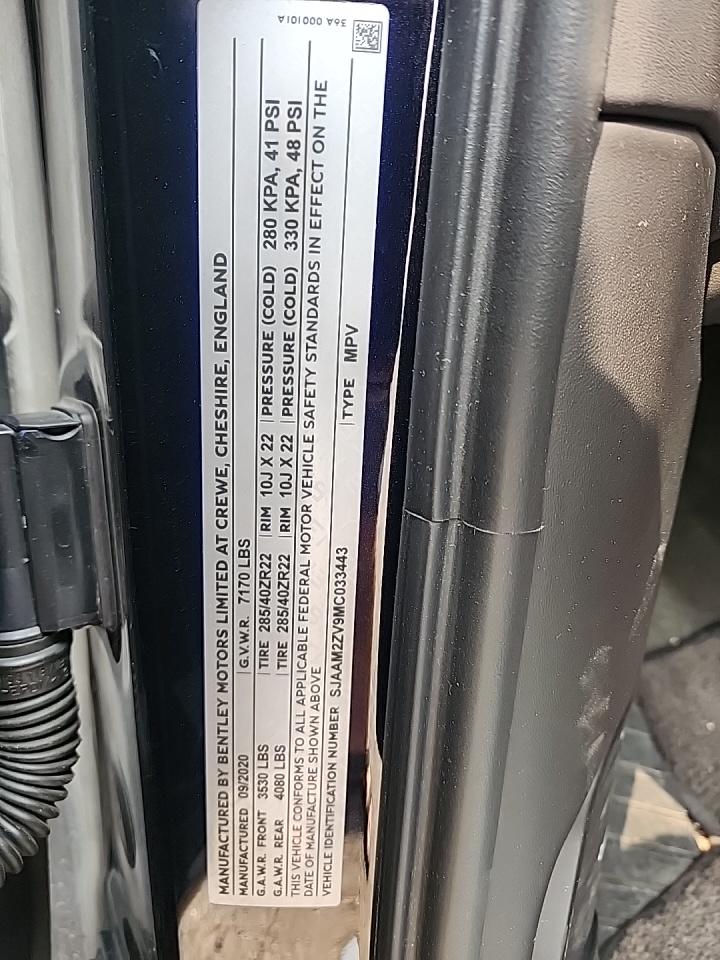 MANUFACTURED BY BENTLEY MOTORS LIMITED AT CREWE, CHESHIRE, ENGLAND
MANUFACTURED 09/2020 G.V.W.R. 7170 LBS
G.A.W.R. FRONT 3530 LBS TIRE 285/40ZR22 RIM 10J X 22 PRESSURE (COLD) 280 KPA, 41 PSI
G.A.W.R. REAR 4080 LBS TIRE 285/40ZR22 RIM 10J X 22 PRESSURE (COLD) 330 KPA, 48 PSI
THIS VEHICLE CONFORMS TO ALL APPLICABLE FEDERAL MOTOR VEHICLE SAFETY STANDARDS IN EFFECT ON THE
DATE OF MANUFACTURE SHOWN ABOVE
VEHICLE IDENTIFICATION NUMBER SJAAM2ZV9MC033443 TYPE MPV
36A 000101A